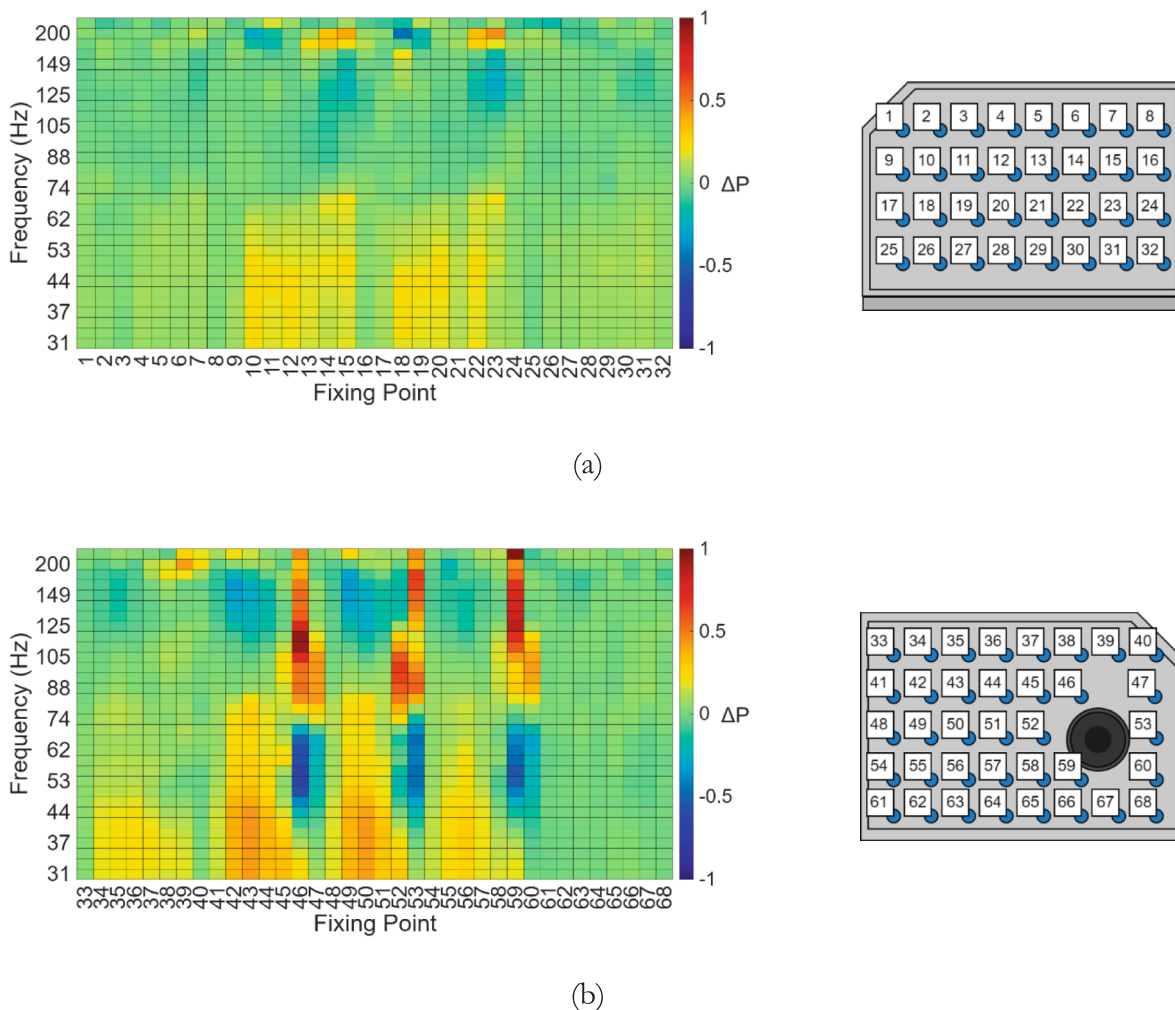 200
149
125
105
88
74
62
53
44
37
31
Frequency (Hz)
1 2 3 4 5 6 7 8 9 10 11 12 13 14 15 16 17 18 19 20 21 22 23 24 25 26 27 28 29 30 31 32
Fixing Point
1
0.5
0
-0.5
-1
ΔP
1 2 3 4 5 6 7 8
9 10 11 12 13 14 15 16
17 18 19 20 21 22 23 24
25 26 27 28 29 30 31 32
(a)
200
149
125
105
88
74
62
53
44
37
31
Frequency (Hz)
33 34 35 36 37 38 39 40 41 42 43 44 45 46 47 48 49 50 51 52 53 54 55 56 57 58 59 60 61 62 63 64 65 66 67 68
Fixing Point
1
0.5
0
-0.5
-1
ΔP
33 34 35 36 37 38 39 40
41 42 43 44 45 46 47
48 49 50 51 52 53
54 55 56 57 58 59 60
61 62 63 64 65 66 67 68
(b)